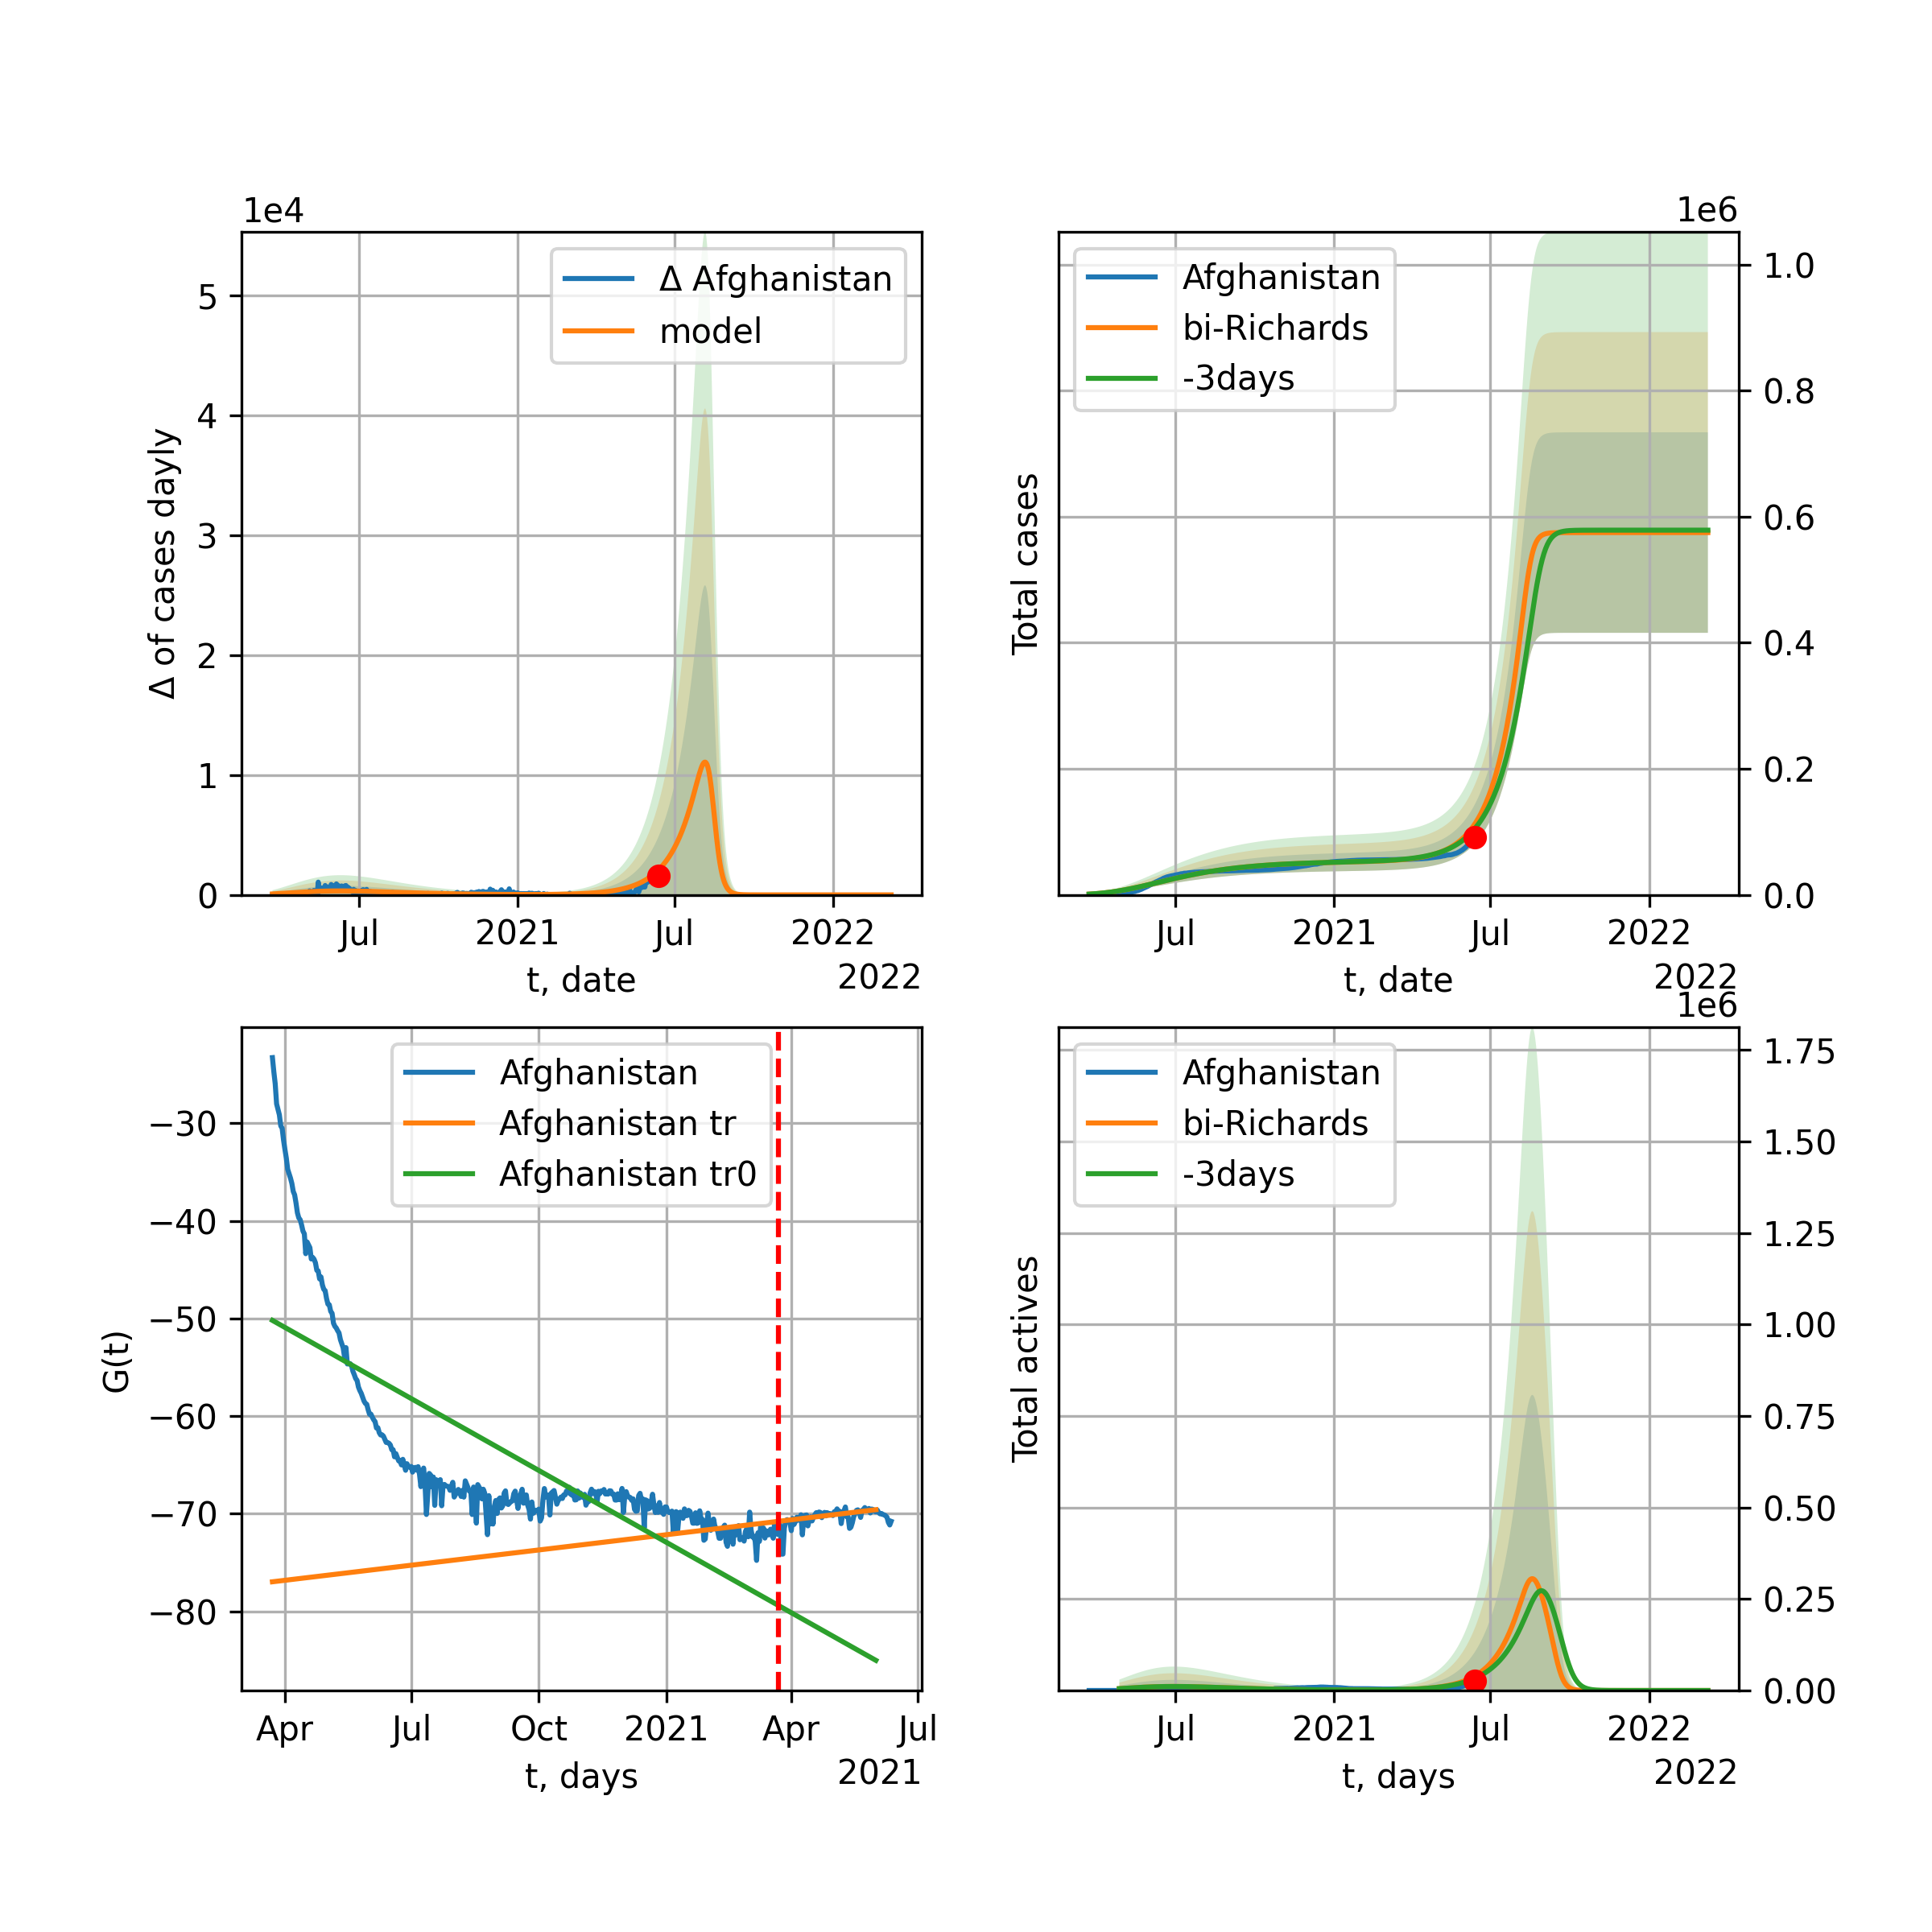 1e4
Δ of cases dayly
5
4
3
2
1
0
Δ Afghanistan
model
Jul 2021 Jul 2022
t, date
2022
1e6
Total cases
Afghanistan
bi-Richards
-3days
1.0
0.8
0.6
0.4
0.2
0.0
Jul 2021 Jul 2022
t, date
2022
G(t)
−30
−40
−50
−60
−70
−80
Afghanistan
Afghanistan tr
Afghanistan tr0
Apr Jul Oct 2021 Apr Jul
t, days
2021
1e6
Total actives
Afghanistan
bi-Richards
-3days
1.75
1.50
1.25
1.00
0.75
0.50
0.25
0.00
Jul 2021 Jul 2022
t, days
2022